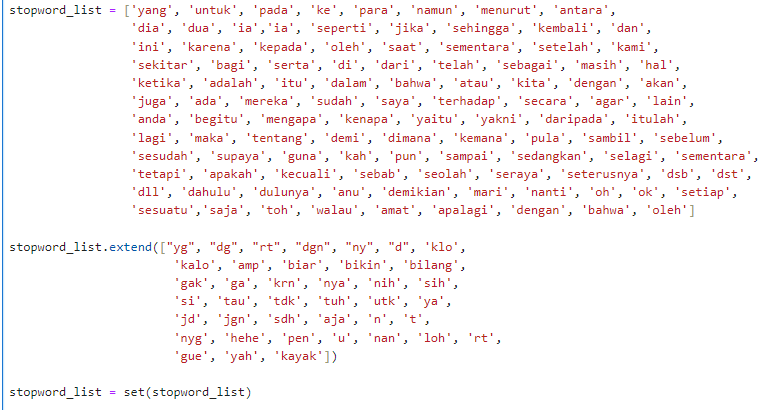 stopword_list = ['yang', 'untuk', 'pada', 'ke', 'para', 'namun', 'menurut', 'antara',
'dia', 'dua', 'ia','ia', 'seperti', 'jika', 'sehingga', 'kembali', 'dan',
'ini', 'karena', 'kepada', 'oleh', 'saat', 'sementara', 'setelah', 'kami',
'sekitar', 'bagi', 'serta', 'di', 'dari', 'telah', 'sebagai', 'masih', 'hal',
'ketika', 'adalah', 'itu', 'dalam', 'bahwa', 'atau', 'kita', 'dengan', 'akan',
'juga', 'ada', 'mereka', 'sudah', 'saya', 'terhadap', 'secara', 'agar', 'lain',
'anda', 'begitu', 'mengapa', 'kenapa', 'yaitu', 'yakni', 'daripada', 'itulah',
'lagi', 'maka', 'tentang', 'demi', 'dimana', 'kemana', 'pula', 'sambil', 'sebelum',
'sesudah', 'supaya', 'guna', 'kah', 'pun', 'sampai', 'sedangkan', 'selagi', 'sementara',
'tetapi', 'apakah', 'kecuali', 'sebab', 'seolah', 'seraya', 'seterusnya', 'dsb', 'dst',
'dll', 'dahulu', 'dulunya', 'anu', 'demikian', 'mari', 'nanti', 'oh', 'ok', 'setiap',
'sesuatu','saja', 'toh', 'walau', 'amat', 'apalagi', 'dengan', 'bahwa', 'oleh']
stopword_list.extend(["yg", "dg", "rt", "dgn", "ny", "d", 'klo',
'kalo', 'amp', 'biar', 'bikin', 'bilang',
'gak', 'ga', 'krn', 'nya', 'nih', 'sih',
'si', 'tau', 'tdk', 'tuh', 'utk', 'ya',
'jd', 'jgn', 'sdh', 'aja', 'n', 't',
'nyg', 'hehe', 'pen', 'u', 'nan', 'loh', 'rt',
'gue', 'yah', 'kayak'])
stopword_list = set(stopword_list)